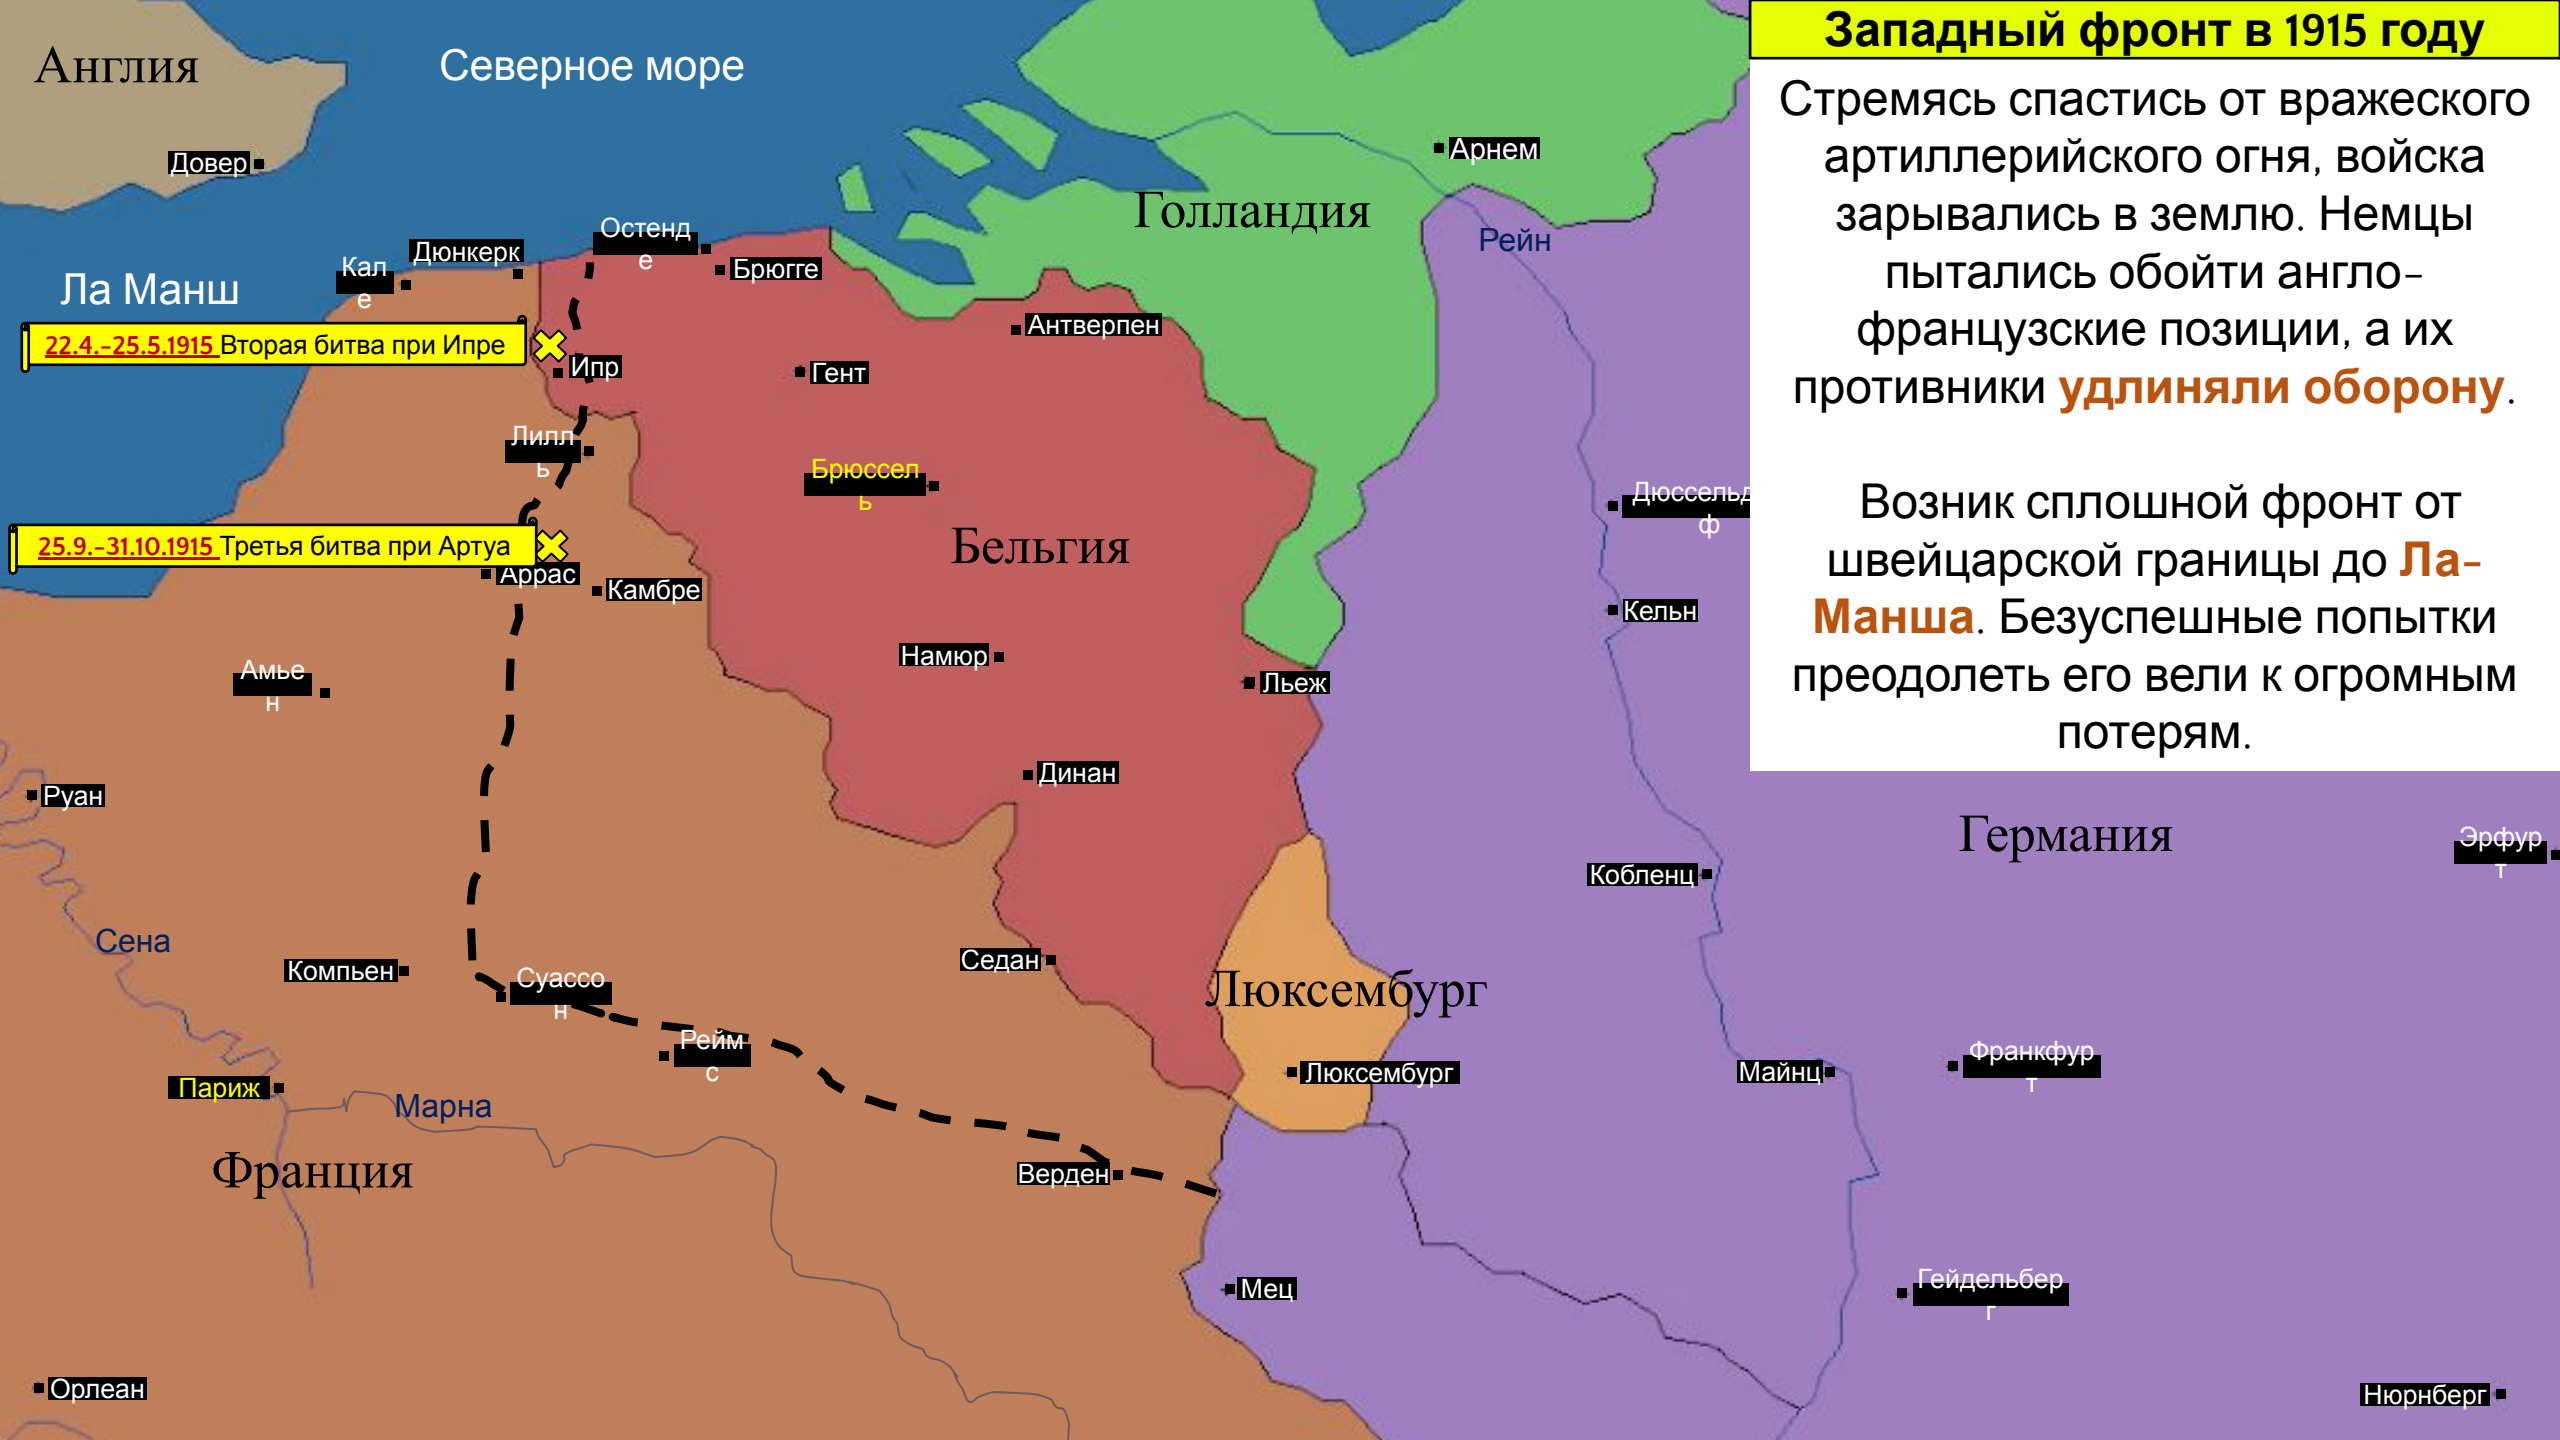 Западный фронт в 1915 году
Стремясь спастись от вражеского
артиллерийского огня, войска
зарывались в землю. Немцы
пытались обойти англо-
французские позиции, а их
противники удлиняли оборону.
Возник сплошной фронт от
швейцарской границы до Ла-
Манша. Безуспешные попытки
преодолеть его вели к огромным
потерям.
Англия
Северное море
Довер
Арнем
Голландия
Рейн
Остенд
е
Дюнкерк
Брюгге
Кал
е
Ла Манш
Антверпен
22.4.-25.5.1915 Вторая битва при Ипре
Ипр
Гент
Лилл
ь
Брюссел
ь
Дюссельд
ф
Бельгия
25.9.-31.10.1915 Третья битва при Артуа
Аррас
Камбре
Кельн
Намюр
Льеж
Амье
н
Динан
Руан
Германия
Эрфур
т
Кобленц
Сена
Компьен
Седан
Суассо
н
Люксембург
Рейм
с
Люксембург
Майнц
Франкфур
т
Париж
Марна
Франция
Верден
Мец
Гейдельбер
г
Орлеан
Нюрнберг